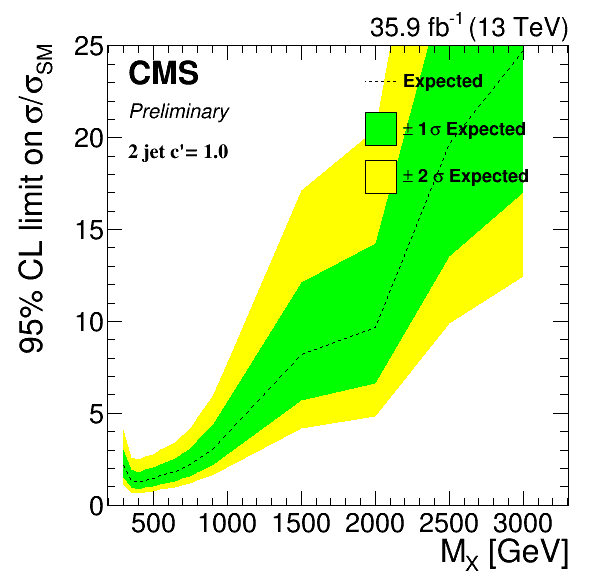 35.9 fb⁻¹ (13 TeV)
95% CL limit on σ/σSM
25
20
15
10
5
0
CMS
Preliminary
2 jet c'= 1.0
Expected
± 1 σ Expected
± 2 σ Expected
500 1000 1500 2000 2500 3000
MX [GeV]